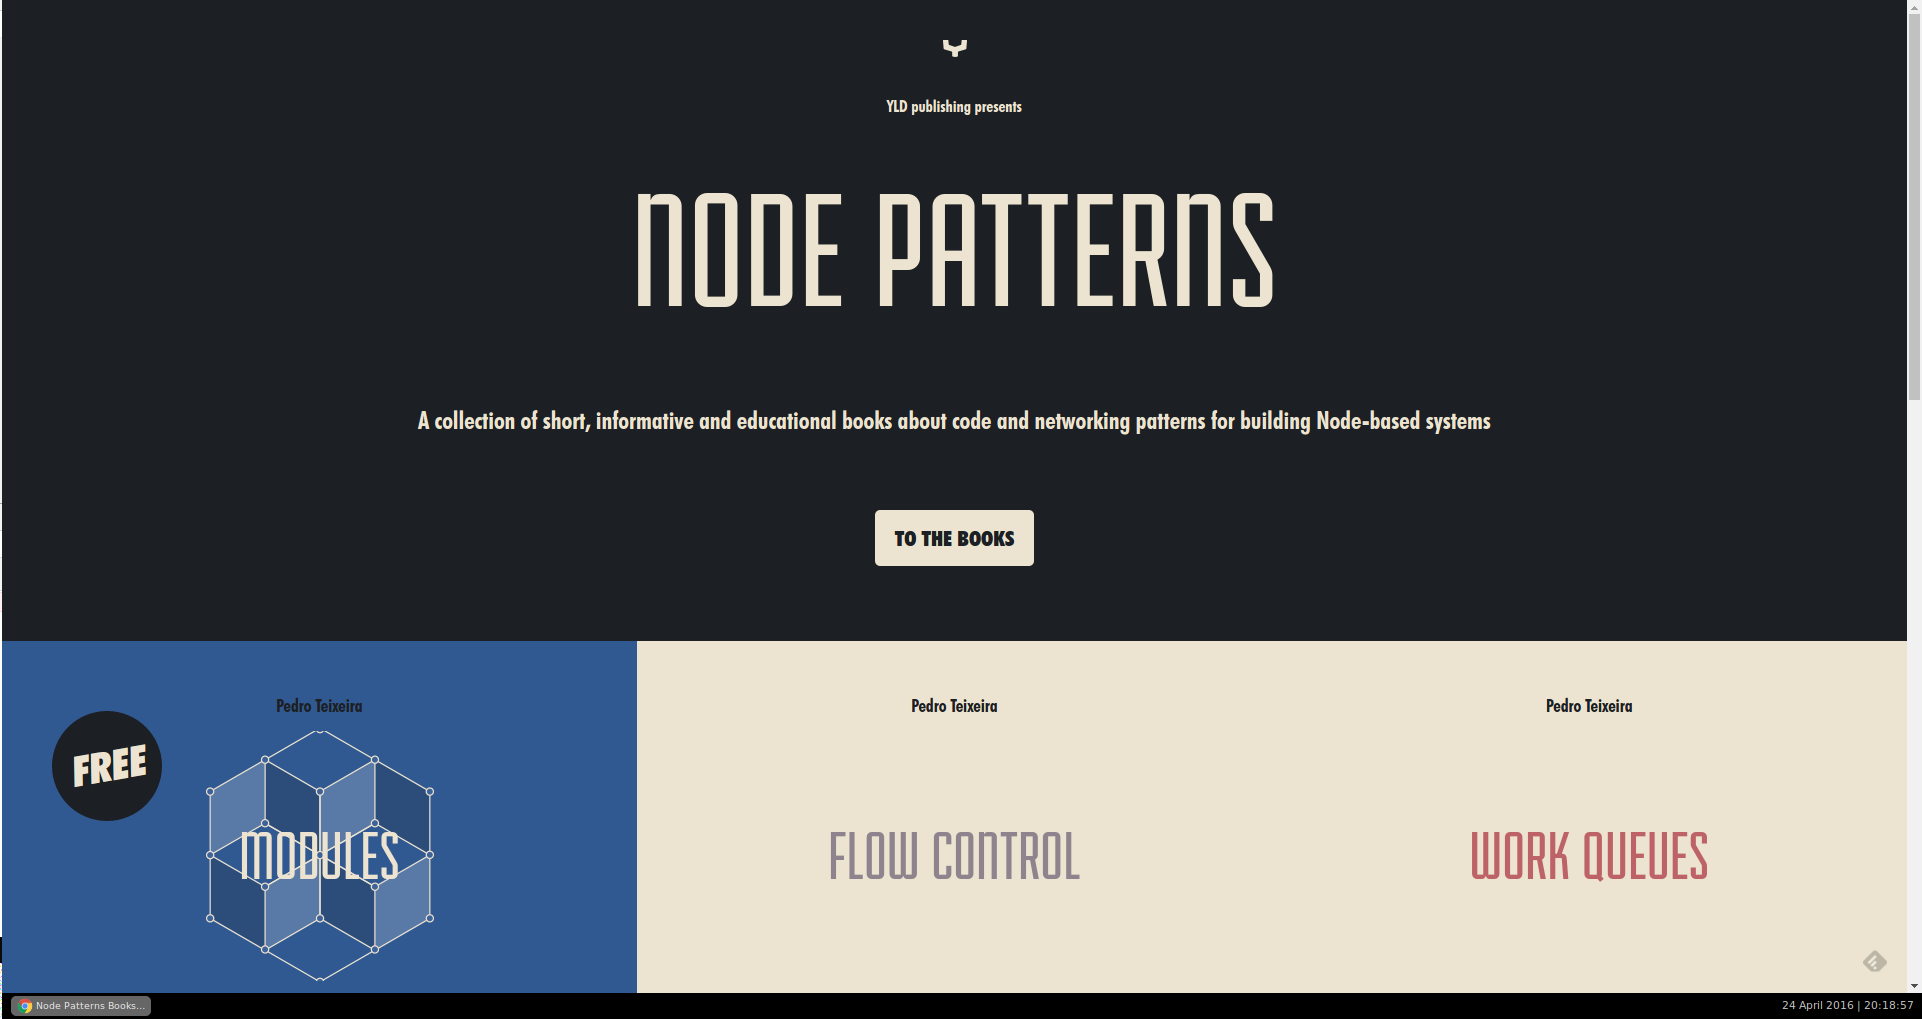 YLD publishing presents
NODE PATTERNS
A collection of short, informative and educational books about code and networking patterns for building Node-based systems
TO THE BOOKS
Pedro Teixeira
FREE
MODULES
Pedro Teixeira
FLOW CONTROL
Pedro Teixeira
WORK QUEUES
Node Patterns Books...
24 April 2016 | 20:18:57